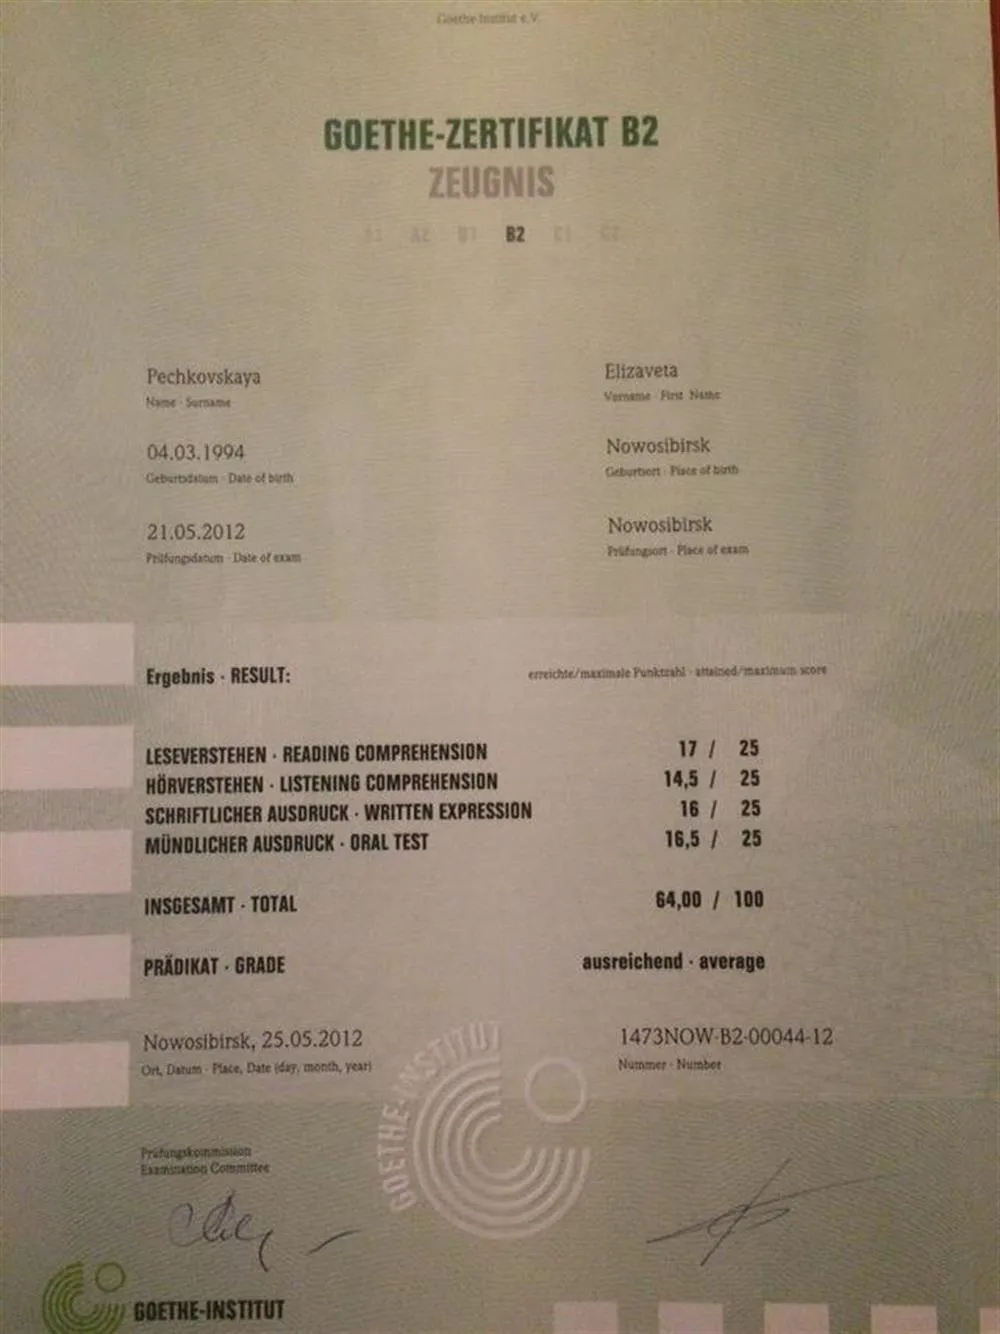 Goethe-Institut e.V.
GOETHE-ZERTIFIKAT B2
ZEUGNIS
A1 A2 B1 B2 C1 C2
Pechkovskaya Elizaveta
Name · Surname Vorname · First Name
04.03.1994 Nowosibirsk
Geburtsdatum · Date of birth Geburtsort · Place of birth
21.05.2012 Nowosibirsk
Prüfungsdatum · Date of exam Prüfungsort · Place of exam
Ergebnis · RESULT: erreichte/maximale Punktzahl · attained/maximum score
LESEVERSTEHEN · READING COMPREHENSION 17 / 25
HÖRVERSTEHEN · LISTENING COMPREHENSION 14,5 / 25
SCHRIFTLICHER AUSDRUCK · WRITTEN EXPRESSION 16 / 25
MÜNDLICHER AUSDRUCK · ORAL TEST 16,5 / 25
INSGESAMT · TOTAL 64,00 / 100
PRÄDIKAT · GRADE ausreichend · average
Nowosibirsk, 25.05.2012 1473NOW-B2-00044-12
Ort, Datum · Place, Date (day, month, year) Nummer · Number
GOETHE-INSTITUT
Prüfungskommission
Examination Committee
GOETHE-INSTITUT